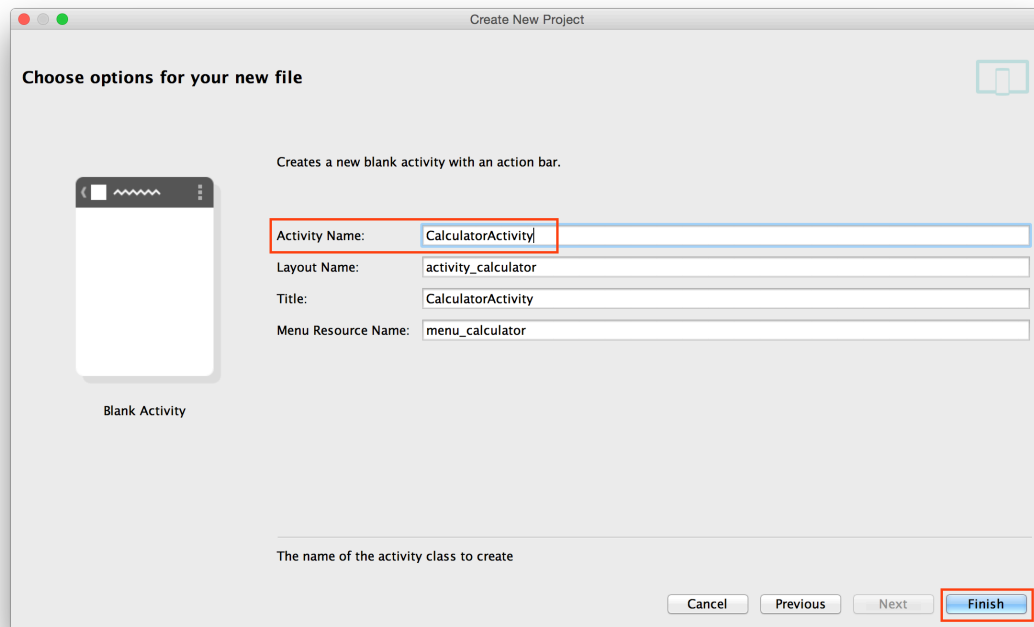 Create New Project
Choose options for your new file
Creates a new blank activity with an action bar.
Activity Name: CalculatorActivity
Layout Name: activity_calculator
Title: CalculatorActivity
Menu Resource Name: menu_calculator
Blank Activity
The name of the activity class to create
Cancel Previous Next Finish